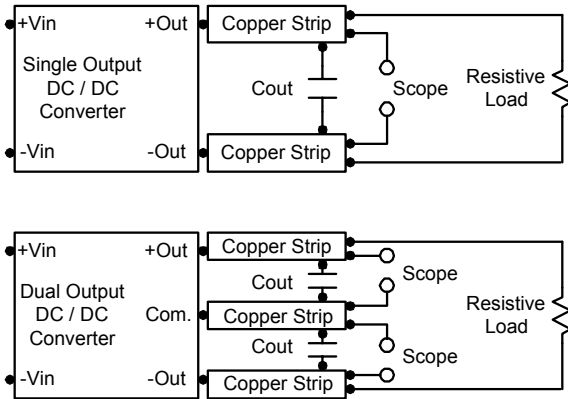 +Vin +Out Copper Strip
Single Output
DC / DC
Converter
Cout
Scope
Resistive
Load
-Vin -Out Copper Strip
+Vin +Out Copper Strip
Cout
Scope
Dual Output
DC / DC
Converter
Com. Copper Strip
Resistive
Load
Cout
Scope
-Vin -Out Copper Strip